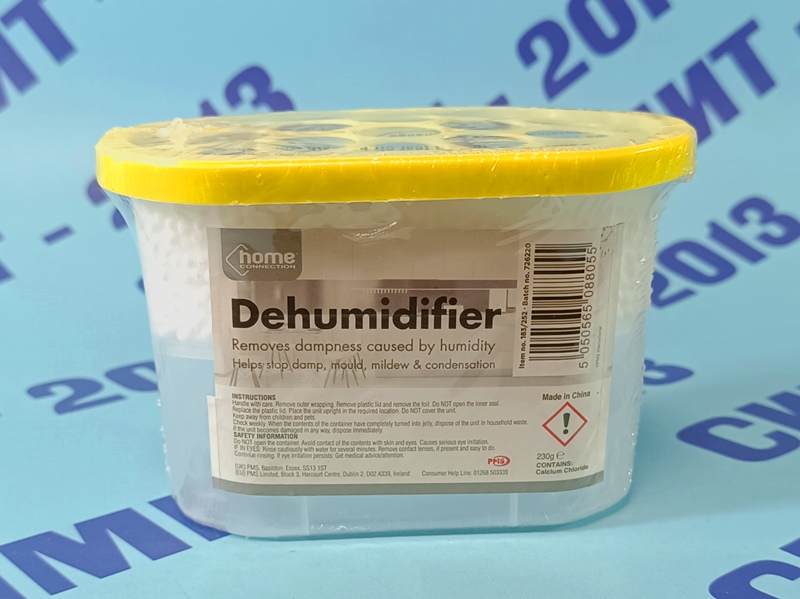 home
CONNECTION
Dehumidifier
Removes dampness caused by humidity
Helps stop damp, mould, mildew & condensation
Item no. 183/252 · Batch no. 726220
5 050565 088055
INSTRUCTIONS
Handle with care. Remove outer wrapping. Remove plastic lid and remove the foil. Do NOT open the inner seal.
Replace the plastic lid. Place the unit upright in the required location. Do NOT cover the unit.
Keep away from children and pets.
Check weekly. When the contents of the container have completely turned into jelly, dispose of the unit in household waste.
If the unit becomes damaged in any way, dispose immediately.
SAFETY INFORMATION
Do NOT open the container. Avoid contact of the contents with skin and eyes. Causes serious eye irritation.
IF IN EYES: Rinse cautiously with water for several minutes. Remove contact lenses, if present and easy to do.
Continue rinsing. If eye irritation persists: Get medical advice/attention.
(UK) PMS, Basildon, Essex, SS13 1ST
(EU) PMS Limited, Block 3, Harcourt Centre, Dublin 2, D02 A339, Ireland
Consumer Help Line: 01268 503339
PMS
Made in China
230g e
CONTAINS:
Calcium Chloride
СИМИТ - 2013
2013
СИМИТ